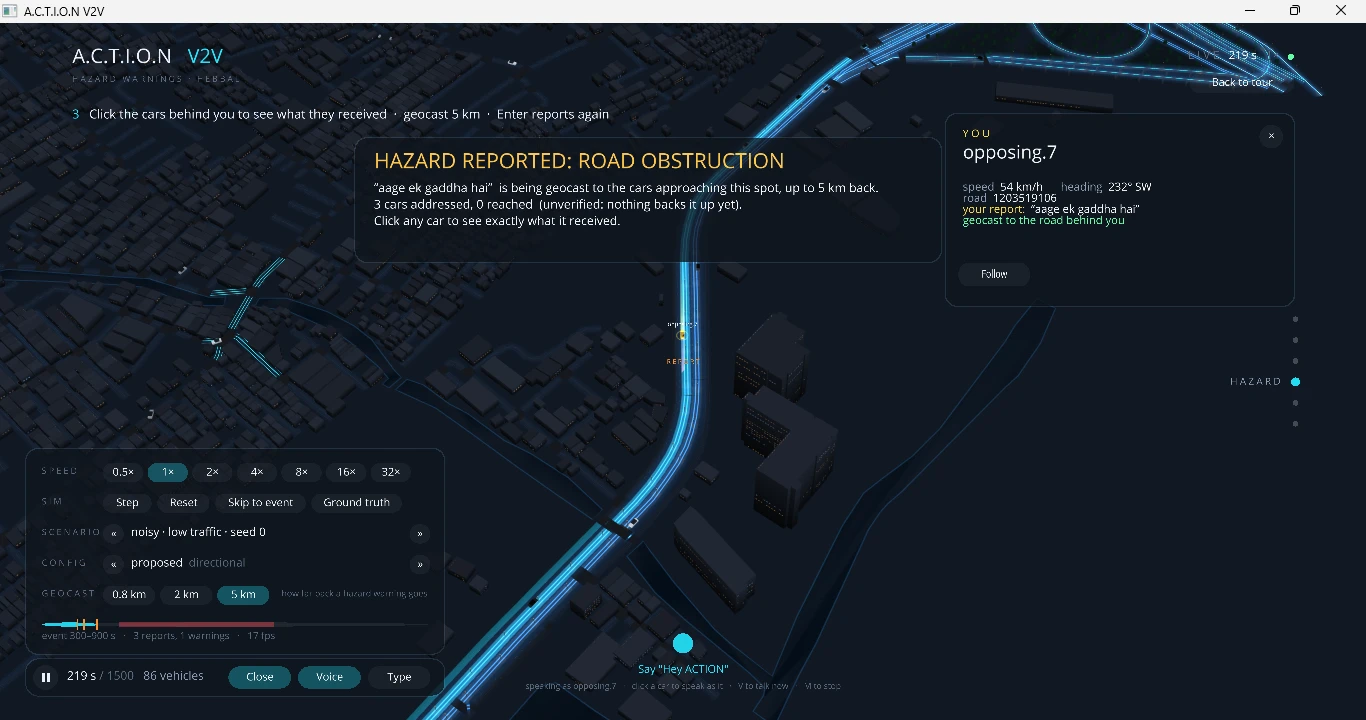 A.C.T.I.O.N V2V
A.C.T.I.O.N V2V
HAZARD WARNINGS · HEBBAL
3 Click the cars behind you to see what they received · geocast 5 km · Enter reports again
219 s
Back to tour
HAZARD REPORTED: ROAD OBSTRUCTION
“aage ek gaddha hai” is being geocast to the cars approaching this spot, up to 5 km back.
3 cars addressed, 0 reached (unverified: nothing backs it up yet).
Click any car to see exactly what it received.
YOU
×
opposing.7
speed 54 km/h heading 232° SW
road 1203519106
your report: “aage ek gaddha hai”
geocast to the road behind you
Follow
opposing.7
REPORT
HAZARD
SPEED 0.5× 1× 2× 4× 8× 16× 32×
SIM Step Reset Skip to event Ground truth
SCENARIO « noisy · low traffic · seed 0 »
CONFIG « proposed directional »
GEOCAST 0.8 km 2 km 5 km how far back a hazard warning goes
event 300–900 s · 3 reports, 1 warnings · 17 fps
219 s / 1500 86 vehicles Close Voice Type
Say "Hey ACTION"
speaking as opposing.7 · click a car to speak as it · V to talk now · M to stop